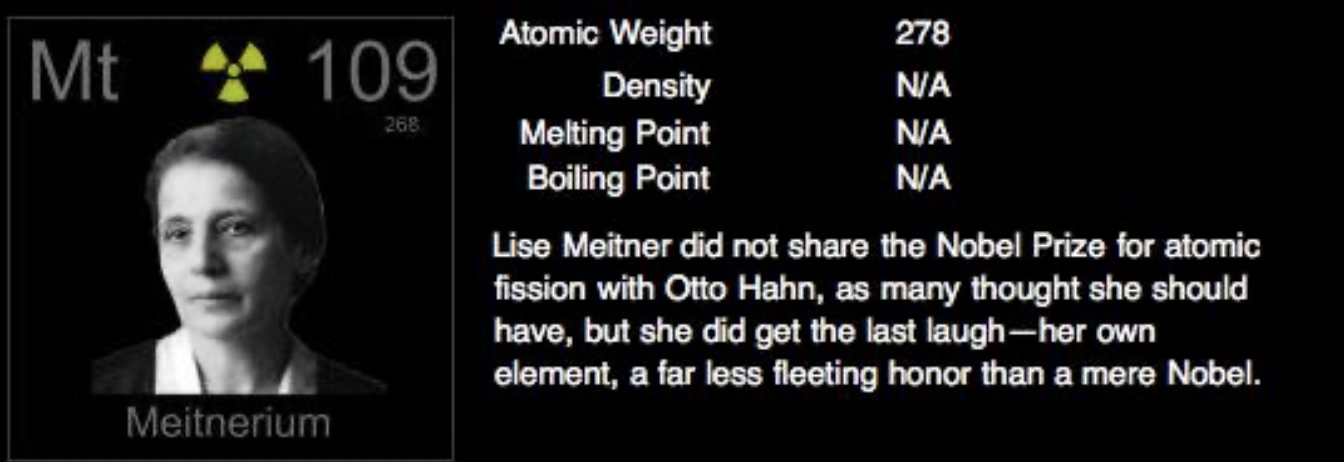 Mt 109
268.
Meitnerium
Atomic Weight 278
Density N/A
Melting Point N/A
Boiling Point N/A
Lise Meitner did not share the Nobel Prize for atomic
fission with Otto Hahn, as many thought she should
have, but she did get the last laugh—her own
element, a far less fleeting honor than a mere Nobel.